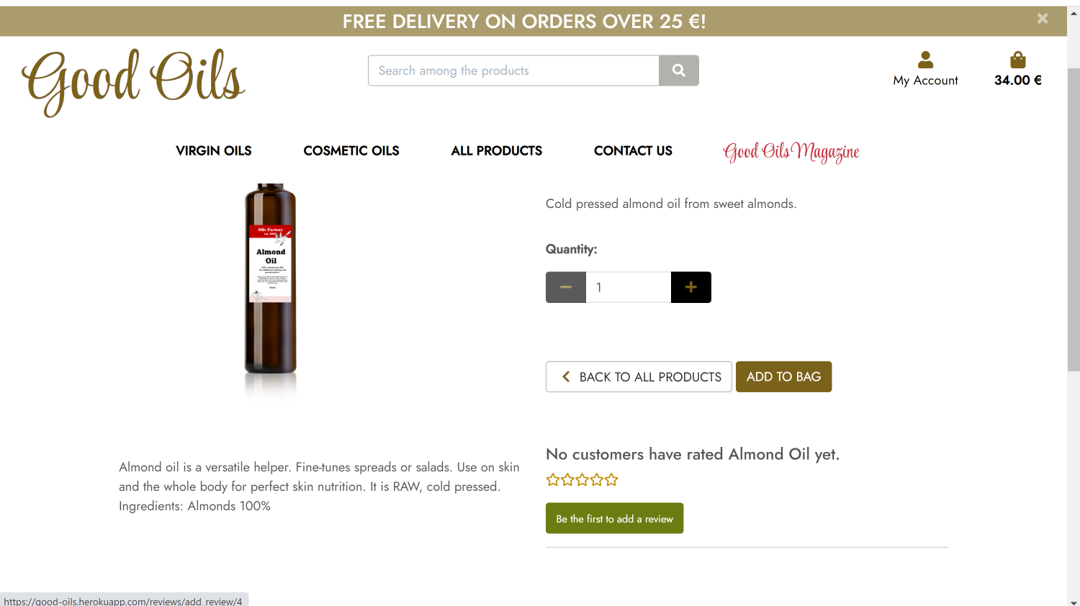 FREE DELIVERY ON ORDERS OVER 25 €!
Good Oils
Search among the products
My Account
34.00 €
VIRGIN OILS
COSMETIC OILS
ALL PRODUCTS
CONTACT US
Good Oils Magazine
Cold pressed almond oil from sweet almonds.
Quantity:
1
Oils Factory
Almond
Oil
BACK TO ALL PRODUCTS
ADD TO BAG
Almond oil is a versatile helper. Fine-tunes spreads or salads. Use on skin
and the whole body for perfect skin nutrition. It is RAW, cold pressed.
Ingredients: Almonds 100%
No customers have rated Almond Oil yet.
Be the first to add a review
https://good-oils.herokuapp.com/reviews/add_review/4